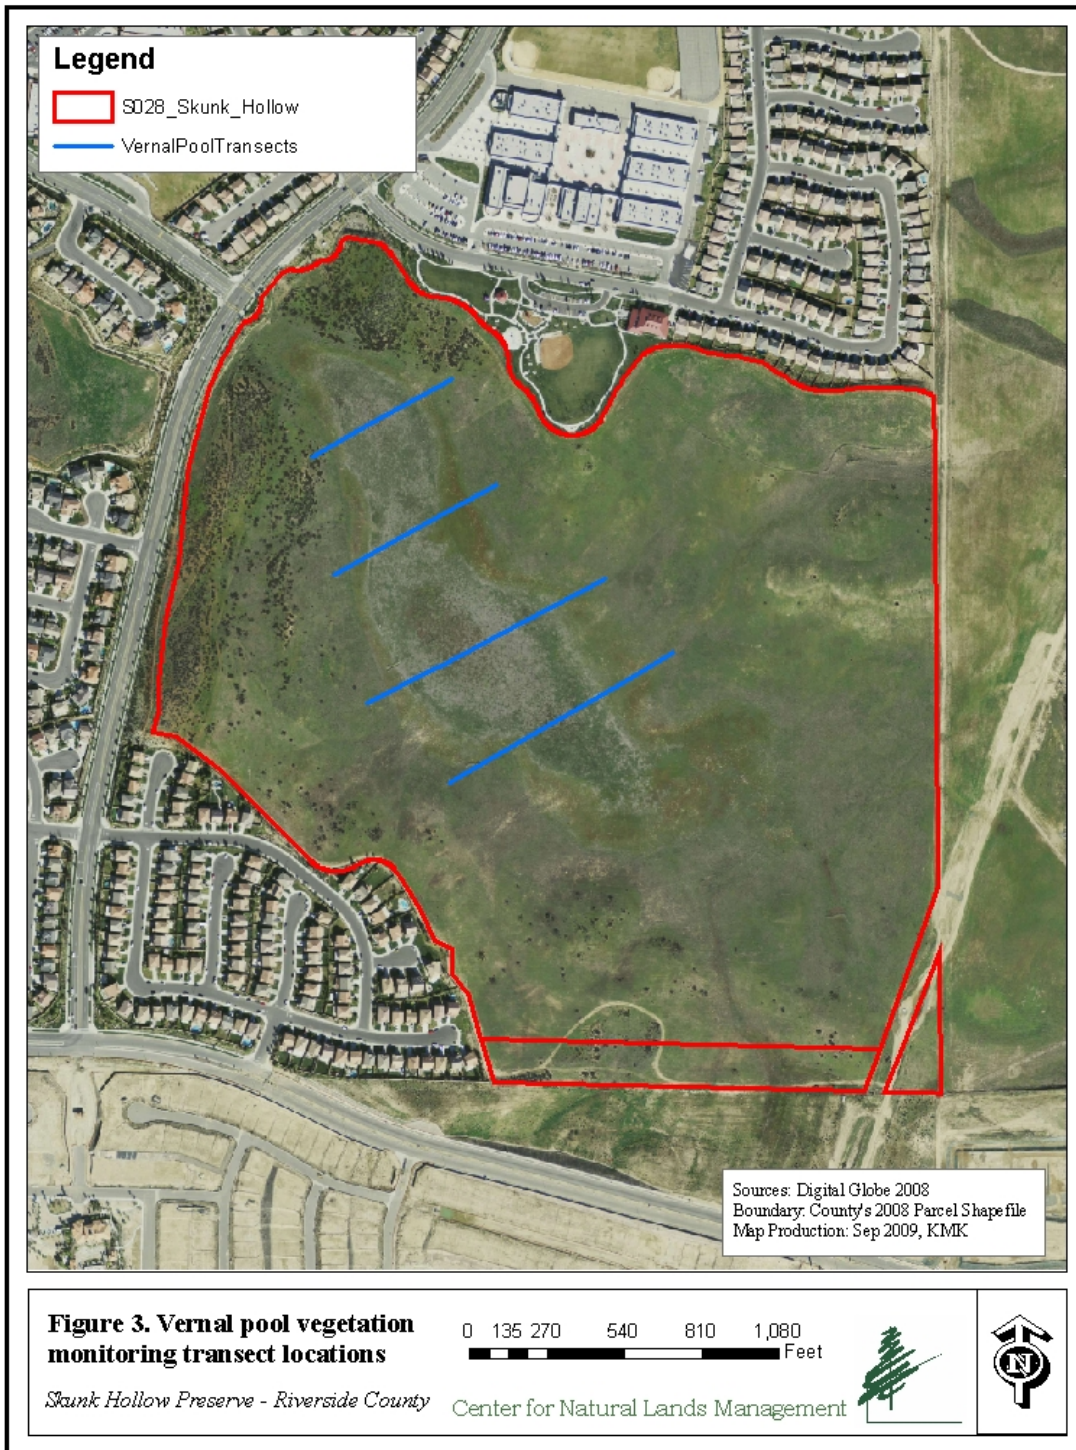 Legend
S028_Skunk_Hollow
VernalPoolTransects
Sources: Digital Globe 2008
Boundary: County's 2008 Parcel Shapefile
Map Production: Sep 2009, KMK
Figure 3. Vernal pool vegetation
monitoring transect locations
Skunk Hollow Preserve - Riverside County
0 135 270 540 810 1,080
Feet
Center for Natural Lands Management
N